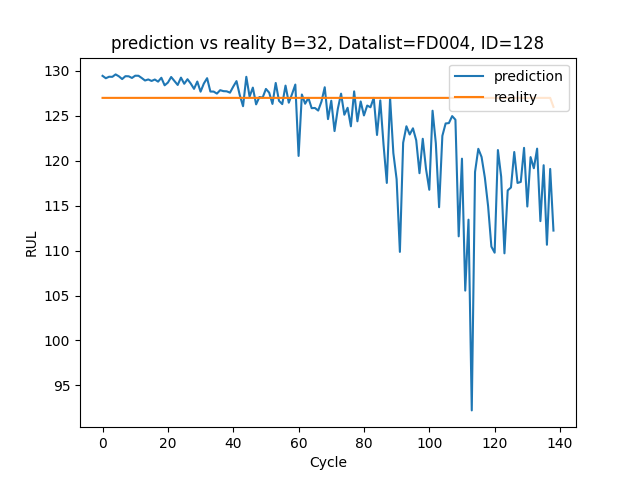 prediction vs reality B=32, Datalist=FD004, ID=128
prediction
reality
RUL
130
125
120
115
110
105
100
95
0 20 40 60 80 100 120 140
Cycle